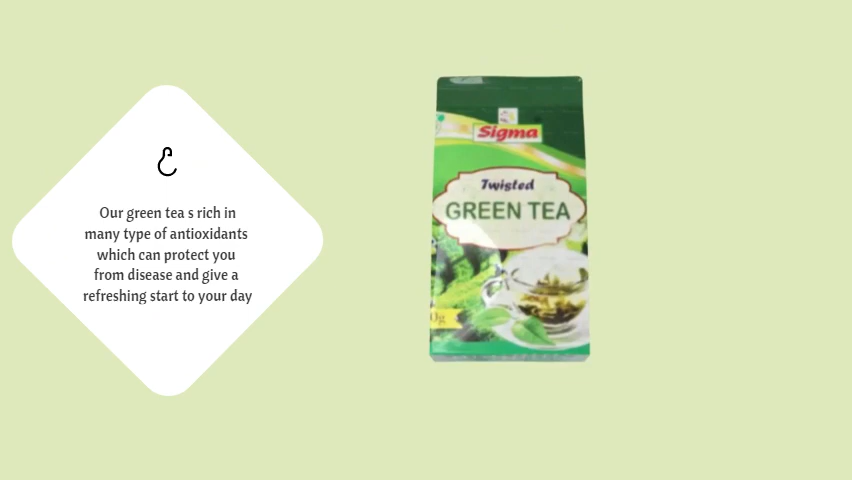 Our green tea s rich in
many type of antioxidants
which can protect you
from disease and give a
refreshing start to your day
Sigma
Twisted
GREEN TEA